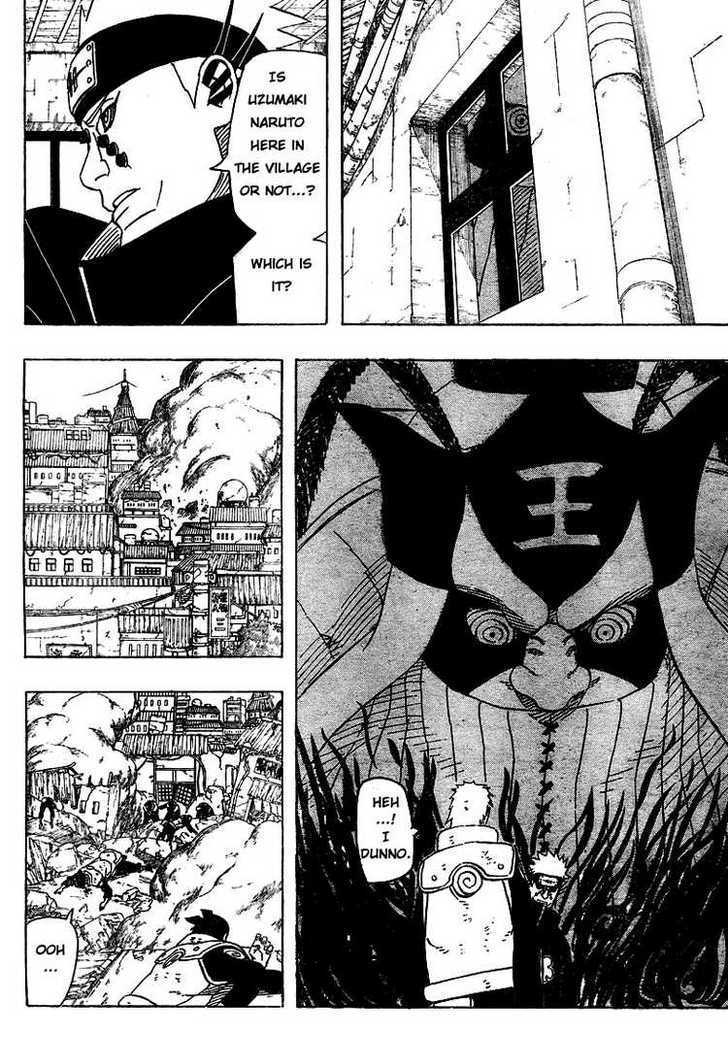 IS
UZUMAKI
NARUTO
HERE IN
THE VILLAGE
OR NOT...?
WHICH IS
IT?
王
HEH
...!
I
DUNNO.
OOH
...